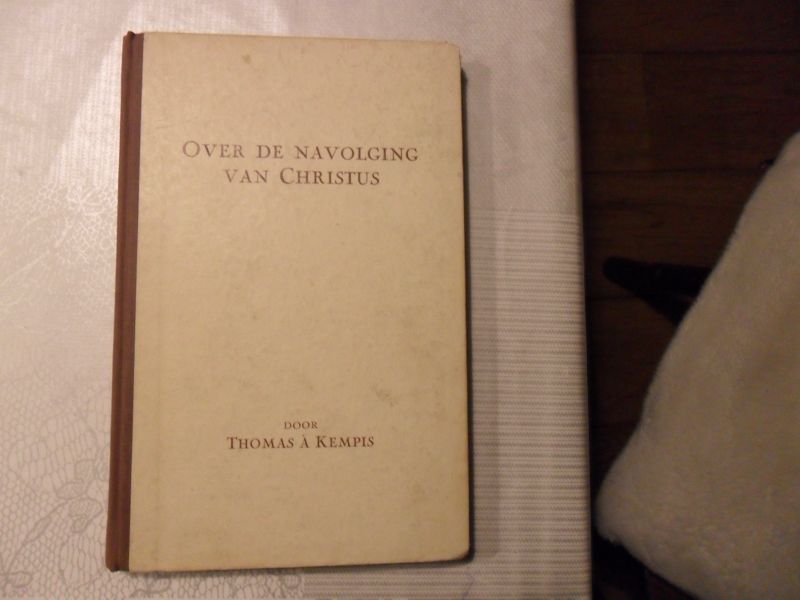 OVER DE NAVOLGING
VAN CHRISTUS
DOOR
THOMAS À KEMPIS